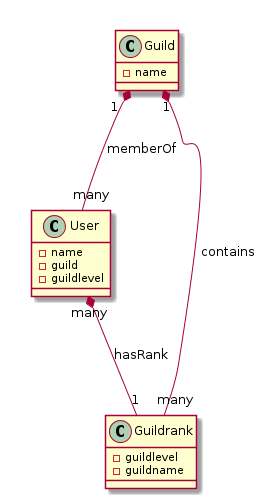 C Guild
name
1 1
memberOf
many
C User
name
guild
guildlevel
contains
many
hasRank
1 many
C Guildrank
guildlevel
guildname